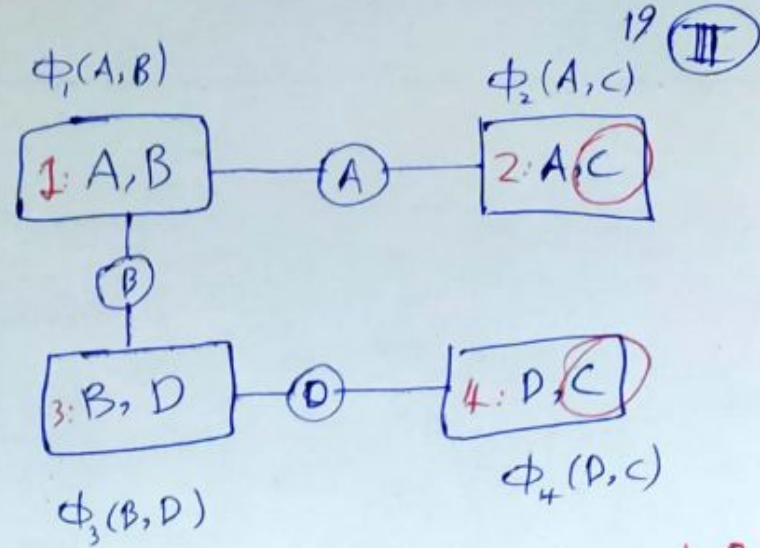 19 III
Φ₁(A,B)
Φ₂(A,C)
1: A, B
A
2: A, C
B
3: B, D
D
4: D, C
Φ₃(B,D)
Φ₄(D,C)